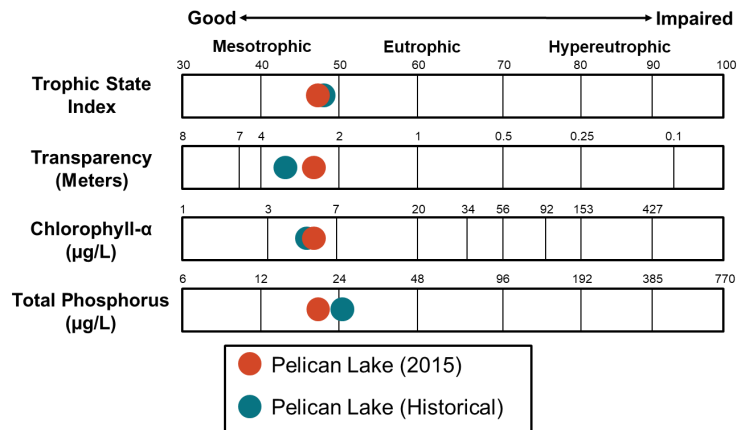 Good Impaired
Mesotrophic Eutrophic Hypereutrophic
30 40 50 60 70 80 90 100
Trophic State
Index
8 7 4 2 1 0.5 0.25 0.1
Transparency
(Meters)
1 3 7 20 34 56 92 153 427
Chlorophyll-α
(µg/L)
6 12 24 48 96 192 385 770
Total Phosphorus
(µg/L)
Pelican Lake (2015)
Pelican Lake (Historical)